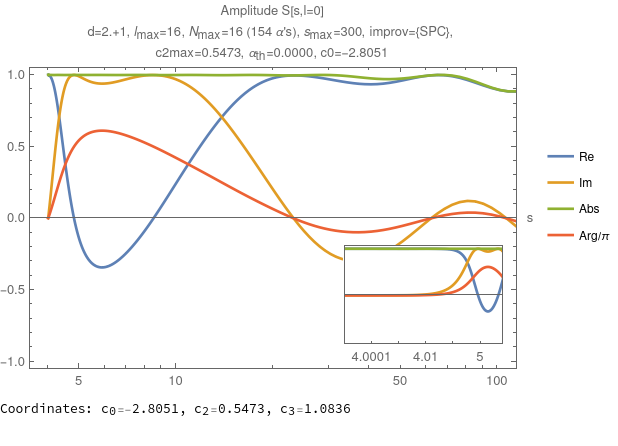 Amplitude S[s,l=0]
d=2.+1, lmax=16, Nmax=16 (154 α's), smax=300, improv={SPC},
c2max=0.5473, αth=0.0000, c0=−2.8051
1.0
0.5
0.0
−0.5
−1.0
5
10
50
100
s
4.0001
4.01
5
Re
Im
Abs
Arg/π
Coordinates: c0=-2.8051, c2=0.5473, c3=1.0836